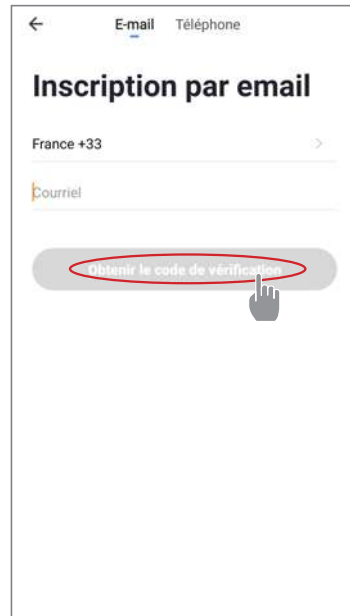 E-mail Téléphone
Inscription par email
France +33
Courriel
Obtenir le code de vérification